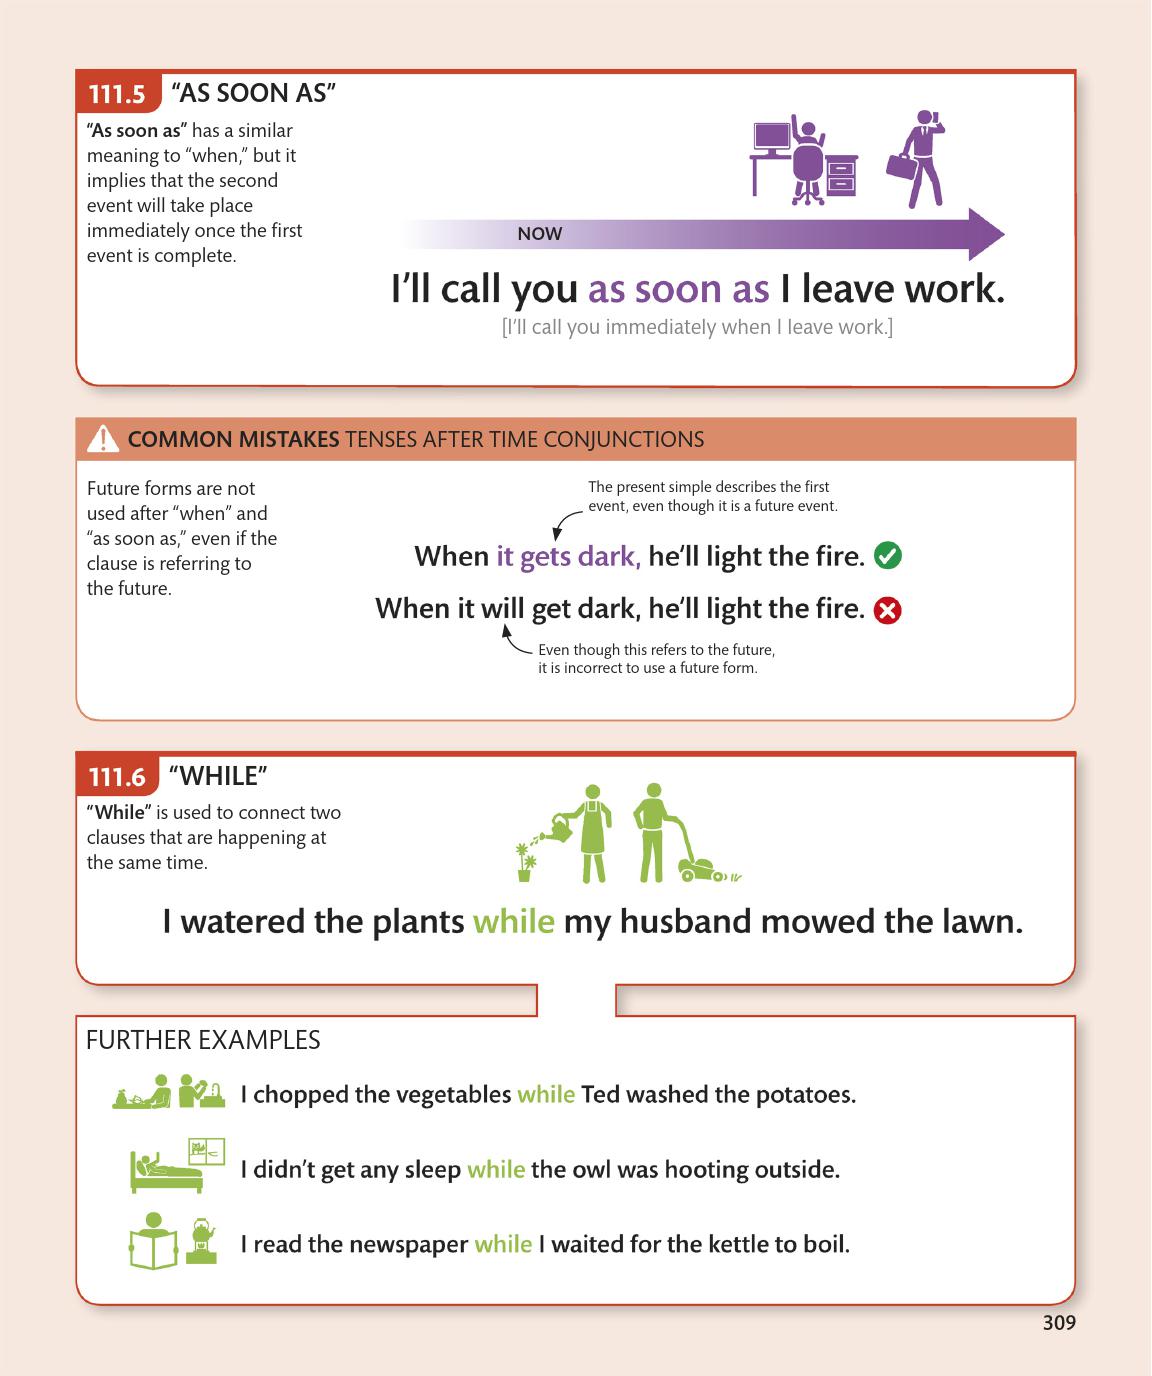 111.5 “AS SOON AS”
“As soon as” has a similar
meaning to “when,” but it
implies that the second
event will take place
immediately once the first
event is complete.
NOW
I’ll call you as soon as I leave work.
[I’ll call you immediately when I leave work.]
COMMON MISTAKES TENSES AFTER TIME CONJUNCTIONS
Future forms are not
used after “when” and
“as soon as,” even if the
clause is referring to
the future.
The present simple describes the first
event, even though it is a future event.
When it gets dark, he’ll light the fire.
When it will get dark, he’ll light the fire.
Even though this refers to the future,
it is incorrect to use a future form.
111.6 “WHILE”
“While” is used to connect two
clauses that are happening at
the same time.
I watered the plants while my husband mowed the lawn.
FURTHER EXAMPLES
I chopped the vegetables while Ted washed the potatoes.
I didn’t get any sleep while the owl was hooting outside.
I read the newspaper while I waited for the kettle to boil.
309